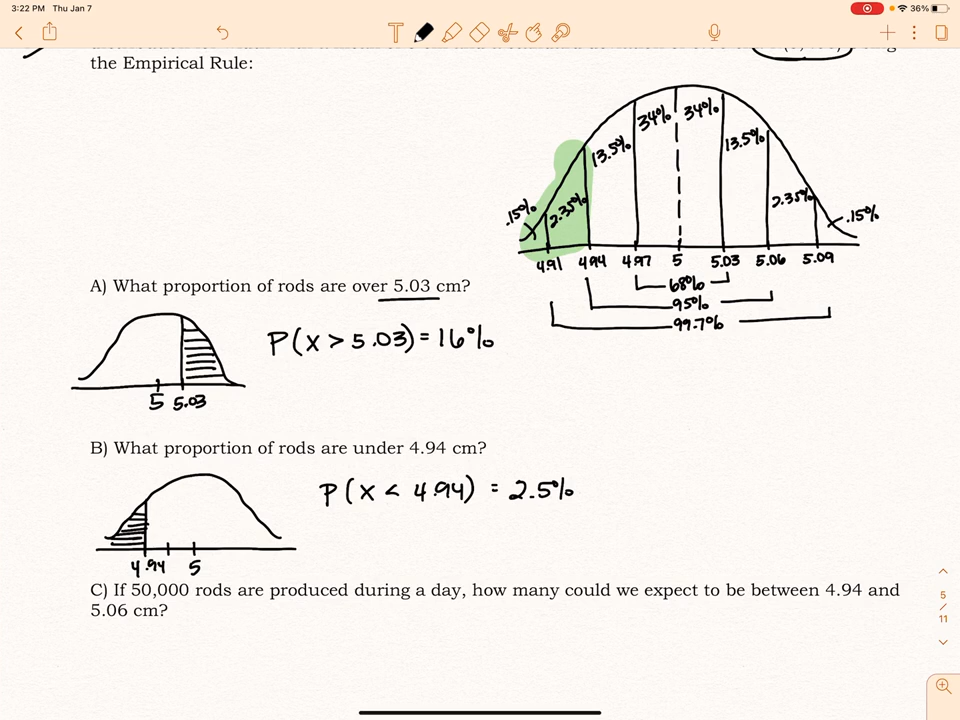 3:22 PM Thu Jan 7
36%
T
the Empirical Rule:
34% 34%
13.5% 13.5%
.15% 2.35% 2.35% .15%
4.91 4.94 4.97 5 5.03 5.06 5.09
68%
95%
99.7%
A) What proportion of rods are over 5.03 cm?
P(X > 5.03) = 16%
5 5.03
B) What proportion of rods are under 4.94 cm?
P(X < 4.94) = 2.5%
4.94 5
C) If 50,000 rods are produced during a day, how many could we expect to be between 4.94 and
5.06 cm?
5
/
11